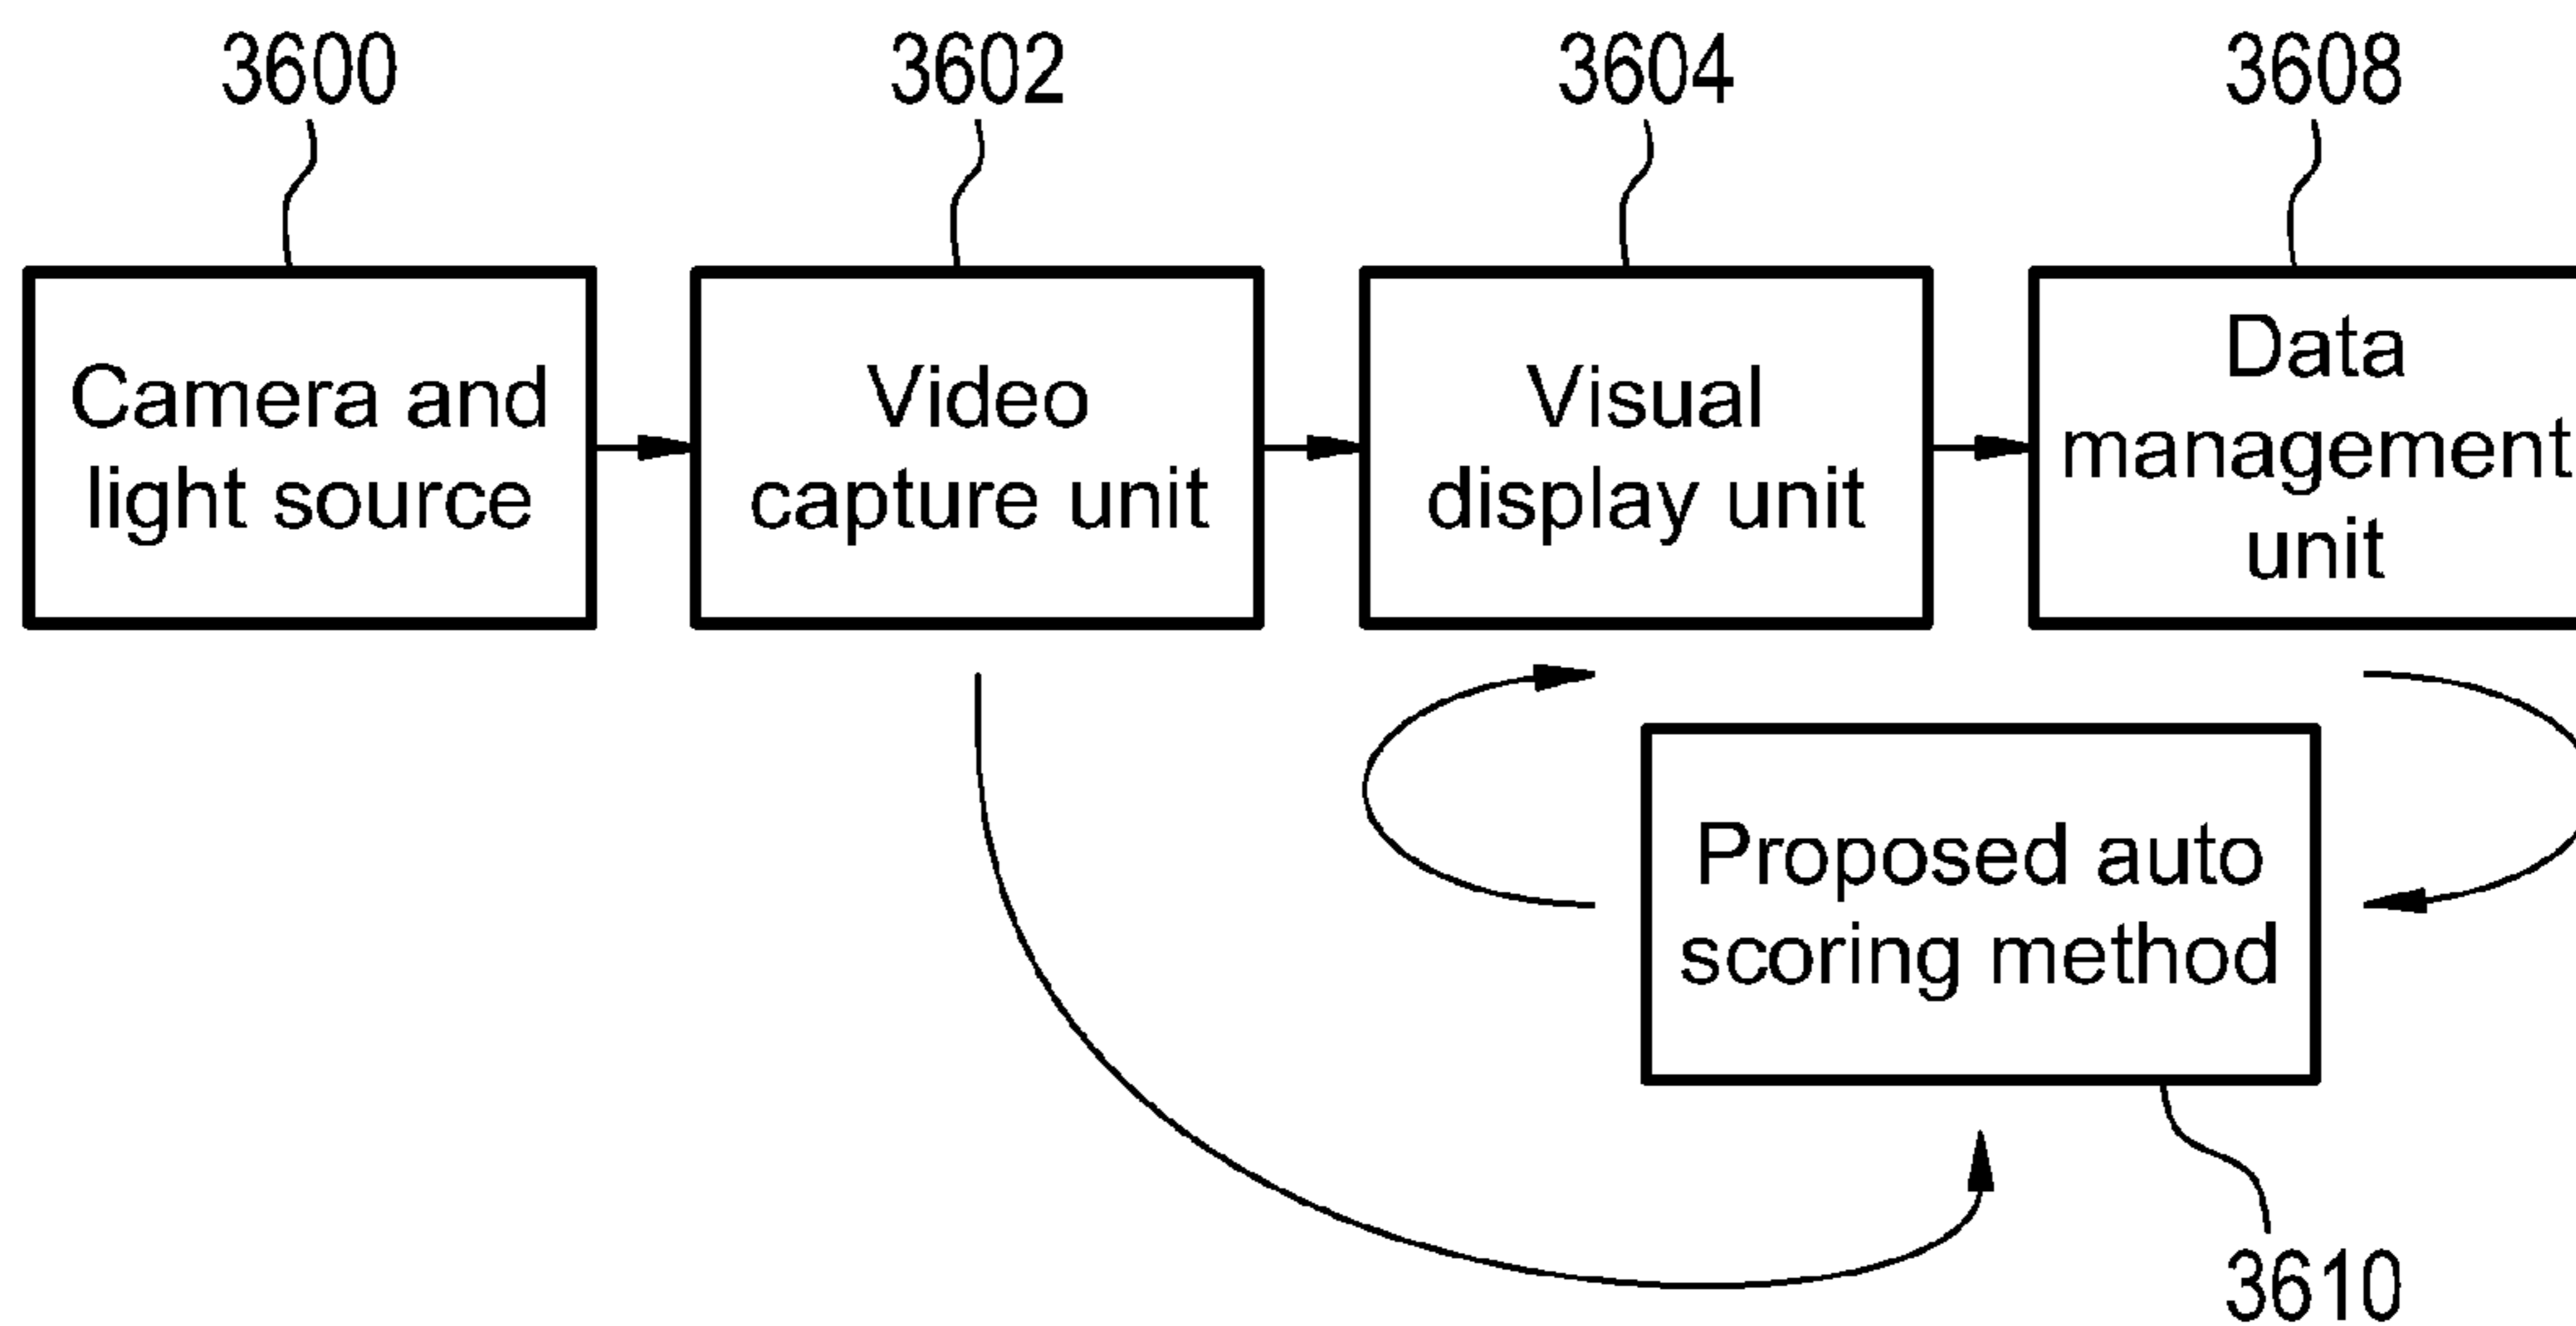 3600
3602
3604
3608
Camera and
light source
Video
capture unit
Visual
display unit
Data
management
unit
Proposed auto
scoring method
3610